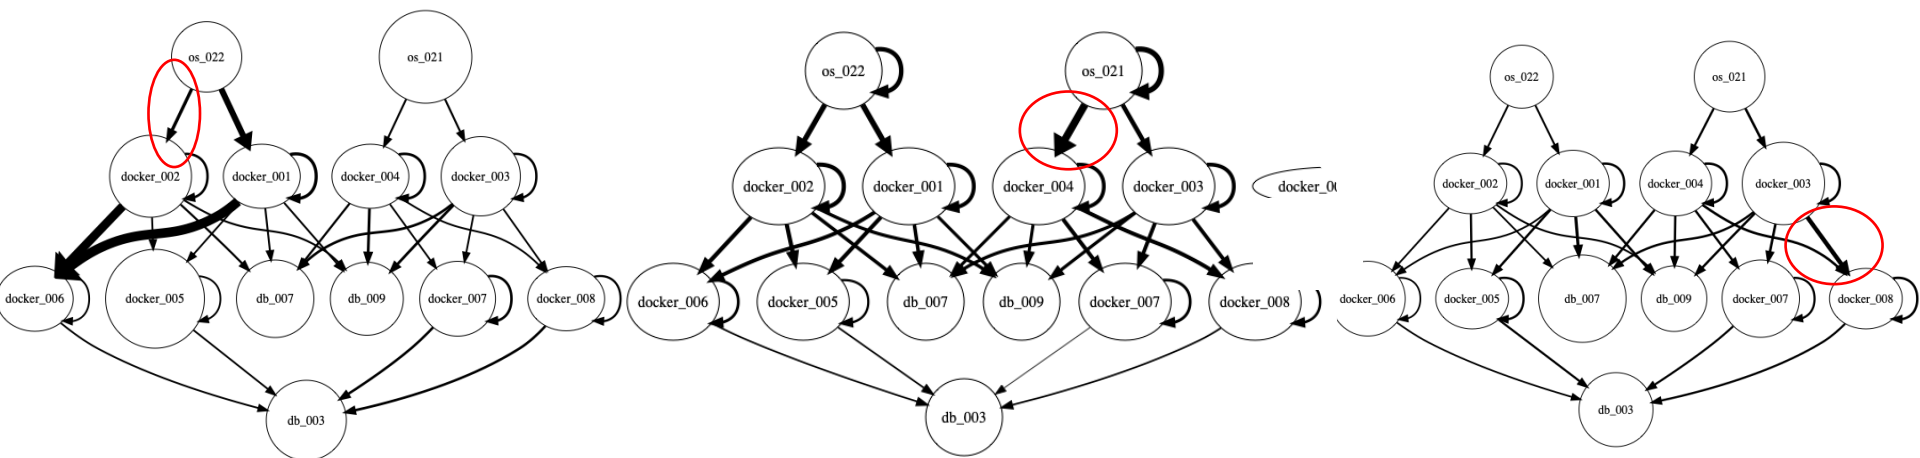 os_022
os_021
docker_002
docker_001
docker_004
docker_003
docker_006
docker_005
db_007
db_009
docker_007
docker_008
db_003
os_022
os_021
docker_002
docker_001
docker_004
docker_003
docker_006
docker_005
db_007
db_009
docker_007
docker_008
db_003
docker_00
os_022
os_021
docker_002
docker_001
docker_004
docker_003
docker_006
docker_005
db_007
db_009
docker_007
docker_008
db_003